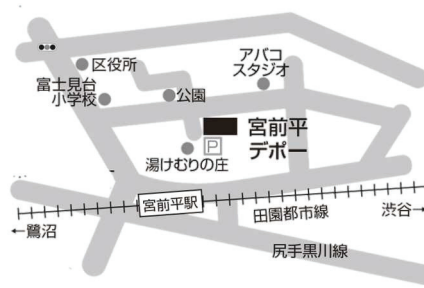 区役所
アバコ
スタジオ
富士見台
小学校
公園
宮前平
デポー
P
湯けむりの庄
宮前平駅
田園都市線
渋谷→
←鷺沼
尻手黒川線